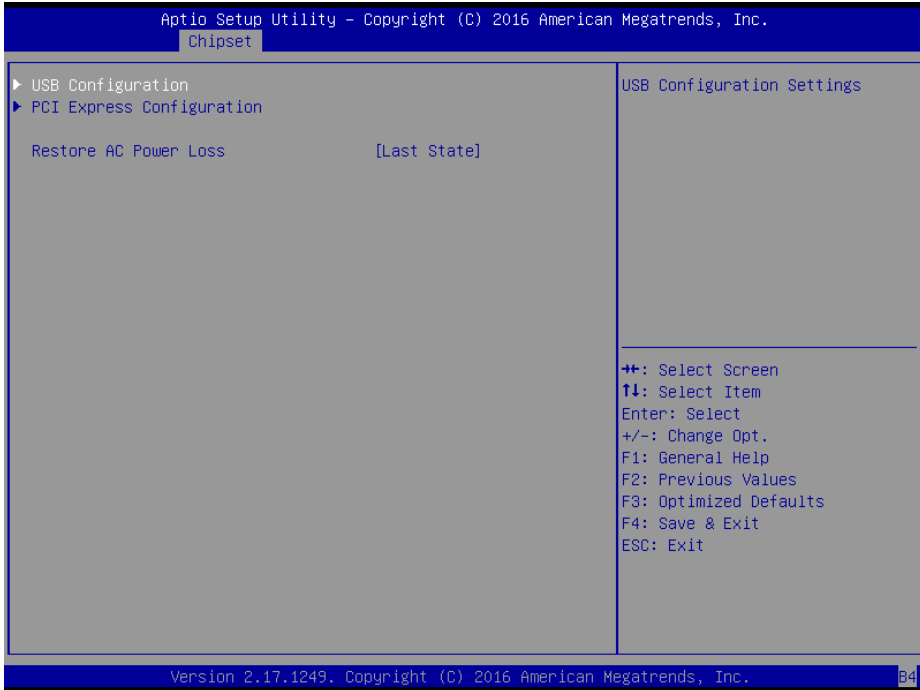 Aptio Setup Utility – Copyright (C) 2016 American Megatrends, Inc.
Chipset
▶ USB Configuration
▶ PCI Express Configuration
Restore AC Power Loss [Last State]
USB Configuration Settings
→←: Select Screen
↑↓: Select Item
Enter: Select
+/-: Change Opt.
F1: General Help
F2: Previous Values
F3: Optimized Defaults
F4: Save & Exit
ESC: Exit
Version 2.17.1249. Copyright (C) 2016 American Megatrends, Inc.
B4